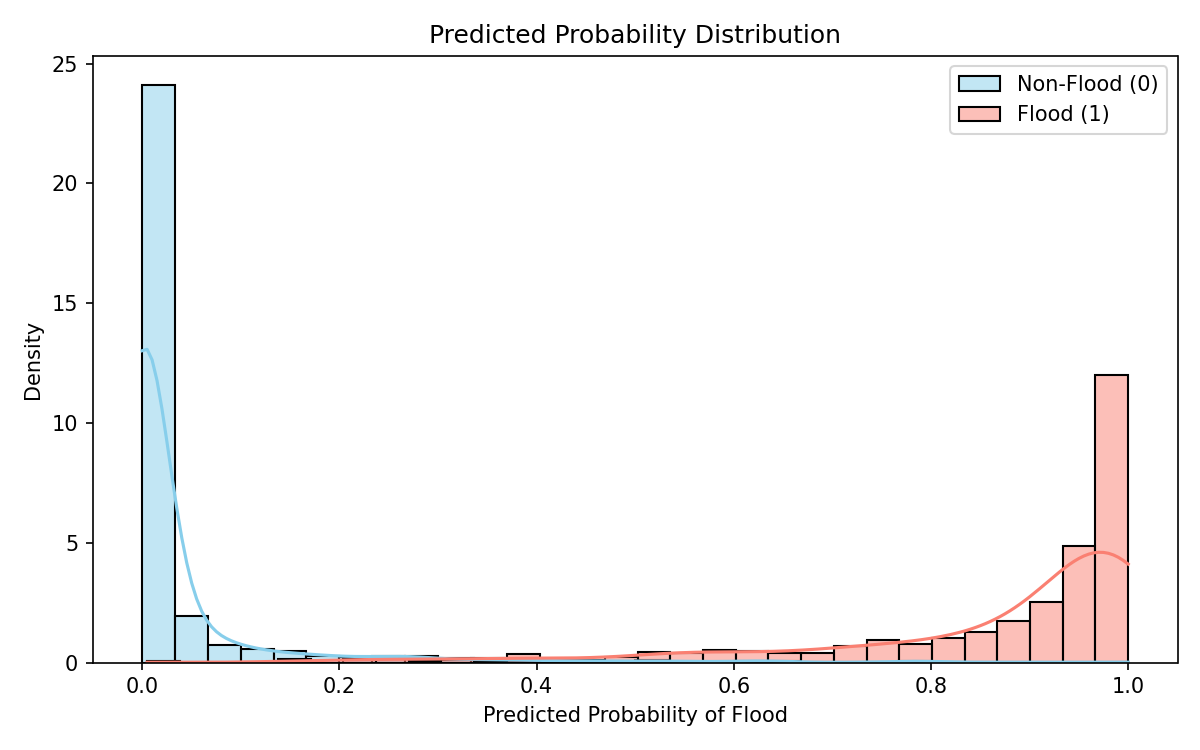 Predicted Probability Distribution
Non-Flood (0)
Flood (1)
Density
25
20
15
10
5
0
0.0 0.2 0.4 0.6 0.8 1.0
Predicted Probability of Flood